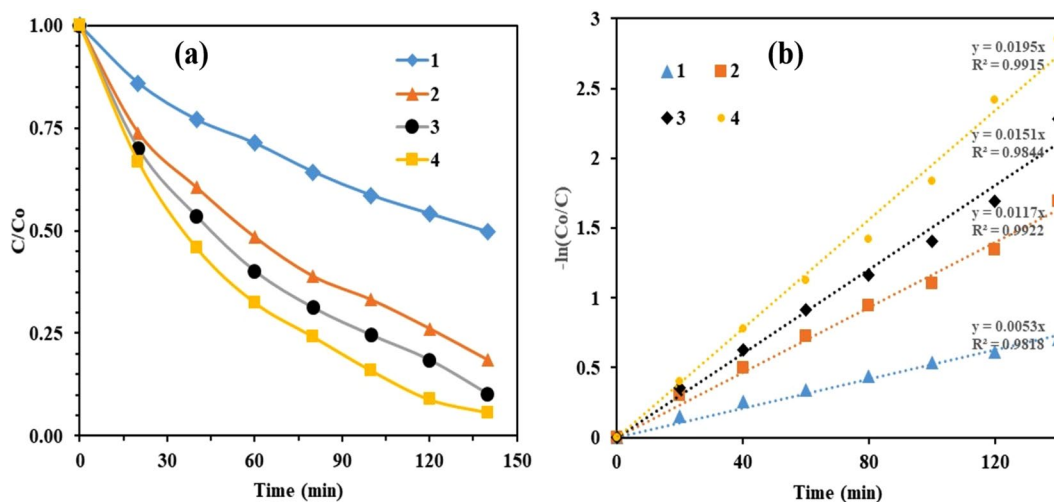 (a)
1
2
3
4
1.00
0.75
0.50
0.25
0.00
C/Co
0
30
60
90
120
150
Time (min)
(b)
1
2
3
4
3
2.5
2
1.5
1
0.5
0
-ln(Co/C)
0
40
80
120
Time (min)
y = 0.0195x
R² = 0.9915
y = 0.0151x
R² = 0.9844
y = 0.0117x
R² = 0.9922
y = 0.0053x
R² = 0.9818